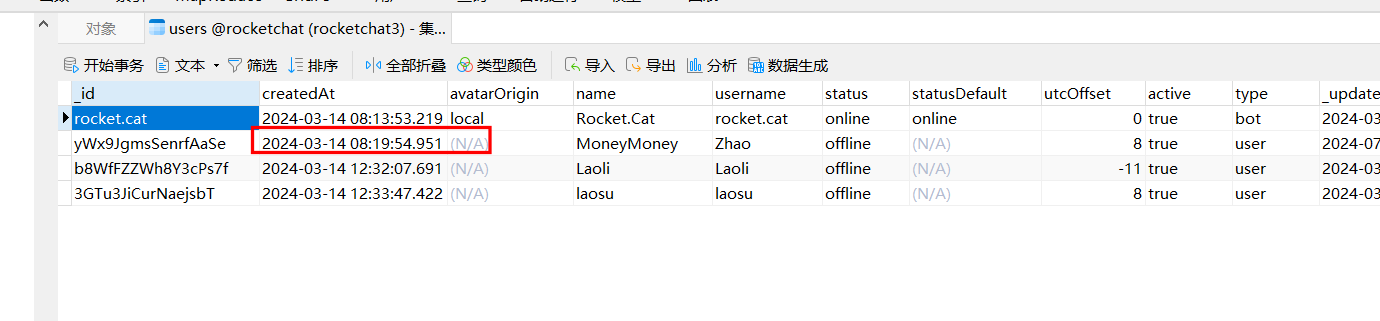 对象 users @rocketchat (rocketchat3) - 集...
开始事务 文本 筛选 排序 全部折叠 类型颜色 导入 导出 分析 数据生成
_id createdAt avatarOrigin name username status statusDefault utcOffset active type _update
rocket.cat 2024-03-14 08:13:53.219 local Rocket.Cat rocket.cat online online 0 true bot 2024-03
yWx9JgmsSenrfAaSe 2024-03-14 08:19:54.951 (N/A) MoneyMoney Zhao offline (N/A) 8 true user 2024-07
b8WfFZZWh8Y3cPs7f 2024-03-14 12:32:07.691 (N/A) Laoli Laoli offline (N/A) -11 true user 2024-03
3GTu3JiCurNaejsbT 2024-03-14 12:33:47.422 (N/A) laosu laosu offline (N/A) 8 true user 2024-03